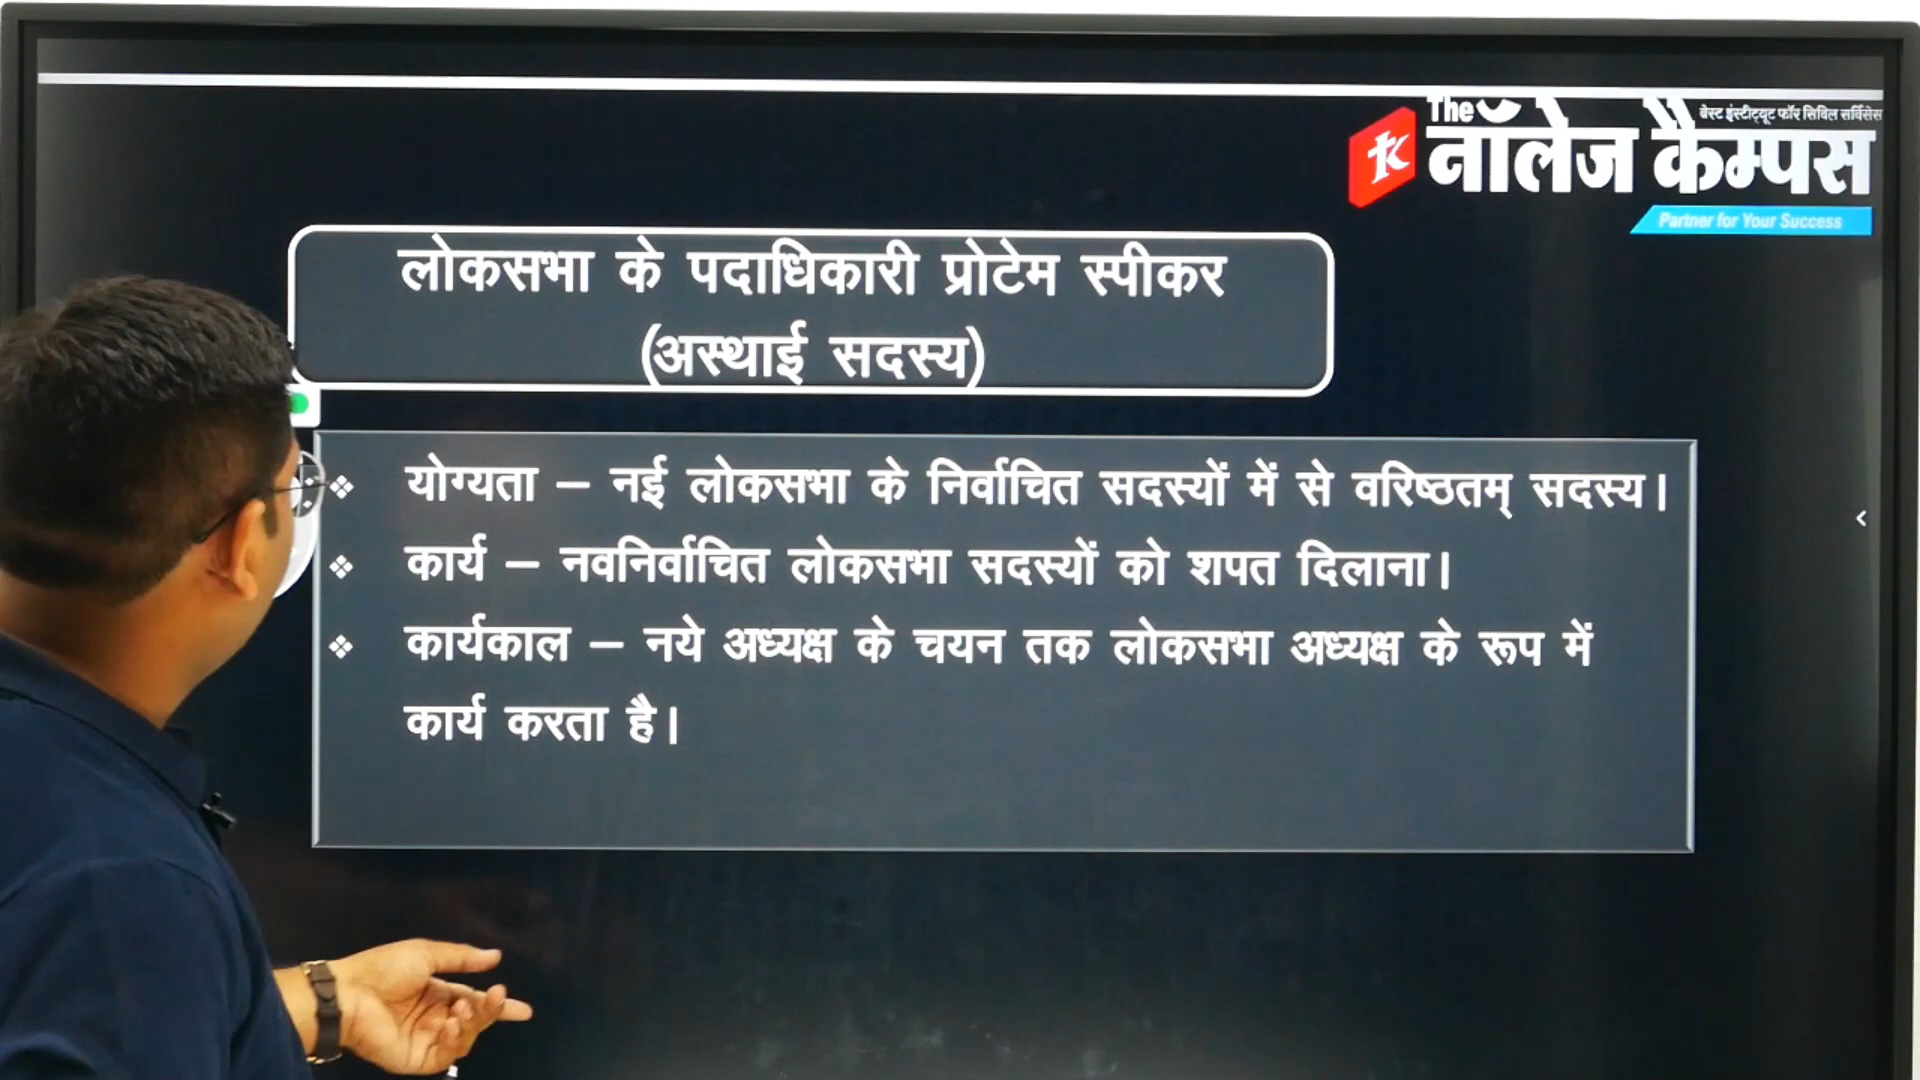 The नॉलेज कैम्पस
बेस्ट इंस्टीट्यूट फॉर सिविल सर्विसेस
Partner for Your Success
लोकसभा के पदाधिकारी प्रोटेम स्पीकर
(अस्थाई सदस्य)
❖ योग्यता – नई लोकसभा के निर्वाचित सदस्यों में से वरिष्ठतम् सदस्य।
❖ कार्य – नवनिर्वाचित लोकसभा सदस्यों को शपत दिलाना।
❖ कार्यकाल – नये अध्यक्ष के चयन तक लोकसभा अध्यक्ष के रूप में
कार्य करता है।